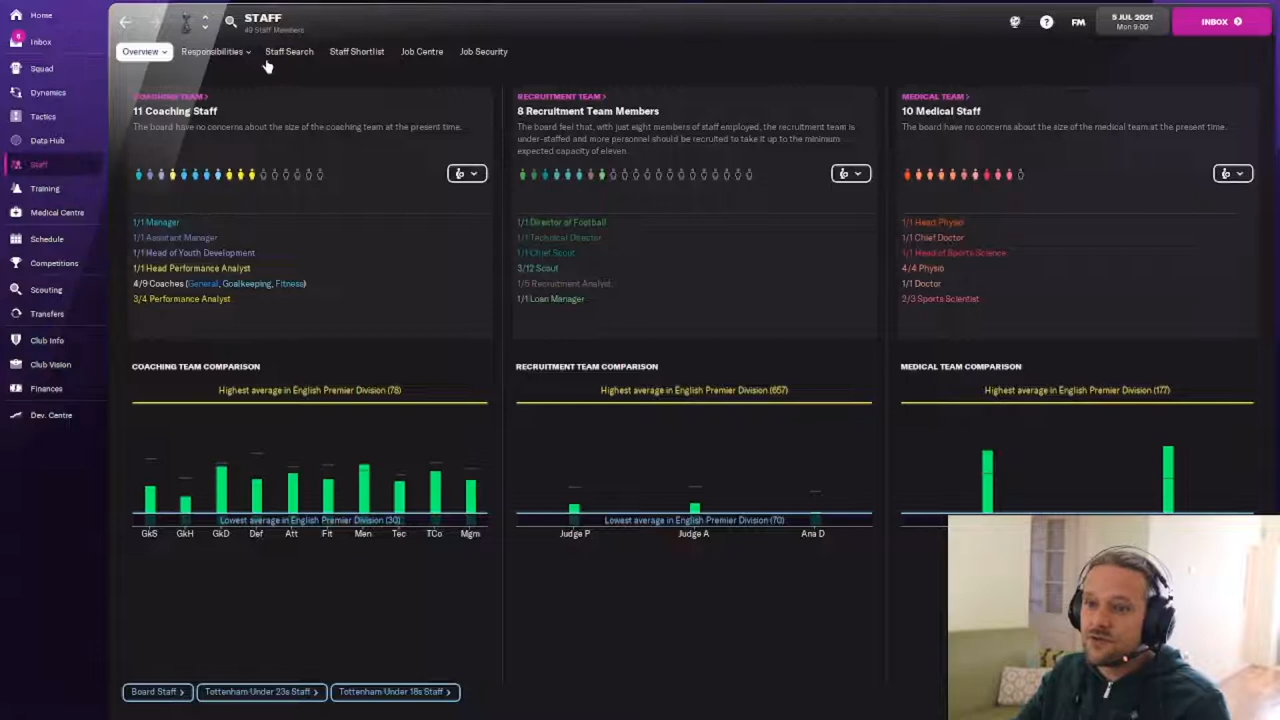 Home
Inbox
Squad
Dynamics
Tactics
Data Hub
Staff
Training
Medical Centre
Schedule
Competitions
Scouting
Transfers
Club Info
Club Vision
Finances
Dev. Centre
STAFF
49 Staff Members
FM
5 JUL 2021
Mon 9:00
INBOX
Overview
Responsibilities
Staff Search
Staff Shortlist
Job Centre
Job Security
COACHING TEAM >
11 Coaching Staff
The board have no concerns about the size of the coaching team at the present time.
1/1 Manager
1/1 Assistant Manager
1/1 Head of Youth Development
1/1 Head Performance Analyst
4/9 Coaches (General, Goalkeeping, Fitness)
3/4 Performance Analyst
RECRUITMENT TEAM >
8 Recruitment Team Members
The board feel that, with just eight members of staff employed, the recruitment team is
under-staffed and more personnel should be recruited to take it up to the minimum
expected capacity of eleven.
1/1 Director of Football
1/1 Technical Director
1/1 Chief Scout
3/12 Scout
1/5 Recruitment Analyst
1/1 Loan Manager
MEDICAL TEAM >
10 Medical Staff
The board have no concerns about the size of the medical team at the present time.
1/1 Head Physio
1/1 Chief Doctor
1/1 Head of Sports Science
4/4 Physio
1/1 Doctor
2/3 Sports Scientist
COACHING TEAM COMPARISON
Highest average in English Premier Division (78)
Lowest average in English Premier Division (30)
GkS GkH GkD Def Att Fit Men Tec TCo Mgm
RECRUITMENT TEAM COMPARISON
Highest average in English Premier Division (657)
Lowest average in English Premier Division (70)
Judge P Judge A Ana D
MEDICAL TEAM COMPARISON
Highest average in English Premier Division (177)
Board Staff >
Tottenham Under 23s Staff >
Tottenham Under 18s Staff >